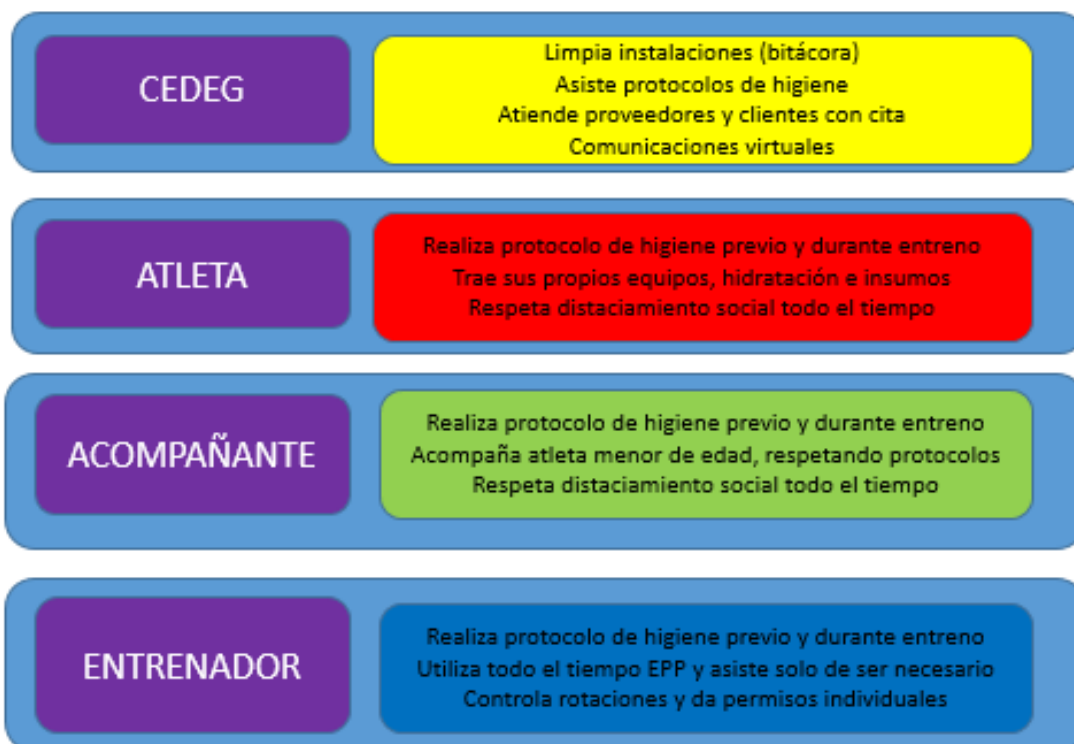 CEDEG
Limpia instalaciones (bitácora)
Asiste protocolos de higiene
Atiende proveedores y clientes con cita
Comunicaciones virtuales
ATLETA
Realiza protocolo de higiene previo y durante entreno
Trae sus propios equipos, hidratación e insumos
Respeta distaciamiento social todo el tiempo
ACOMPAÑANTE
Realiza protocolo de higiene previo y durante entreno
Acompaña atleta menor de edad, respetando protocolos
Respeta distaciamiento social todo el tiempo
ENTRENADOR
Realiza protocolo de higiene previo y durante entreno
Utiliza todo el tiempo EPP y asiste solo de ser necesario
Controla rotaciones y da permisos individuales